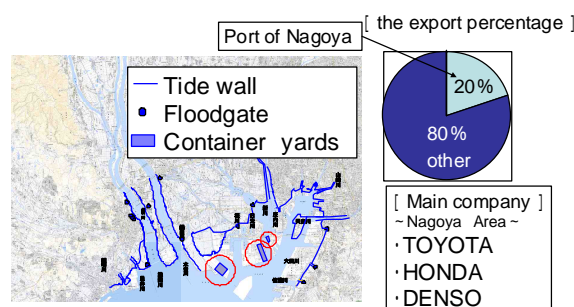 [ the export percentage ]
Port of Nagoya
Tide wall
Floodgate
Container yards
20%
80%
other
[ Main company ]
~Nagoya Area~
·TOYOTA
·HONDA
·DENSO